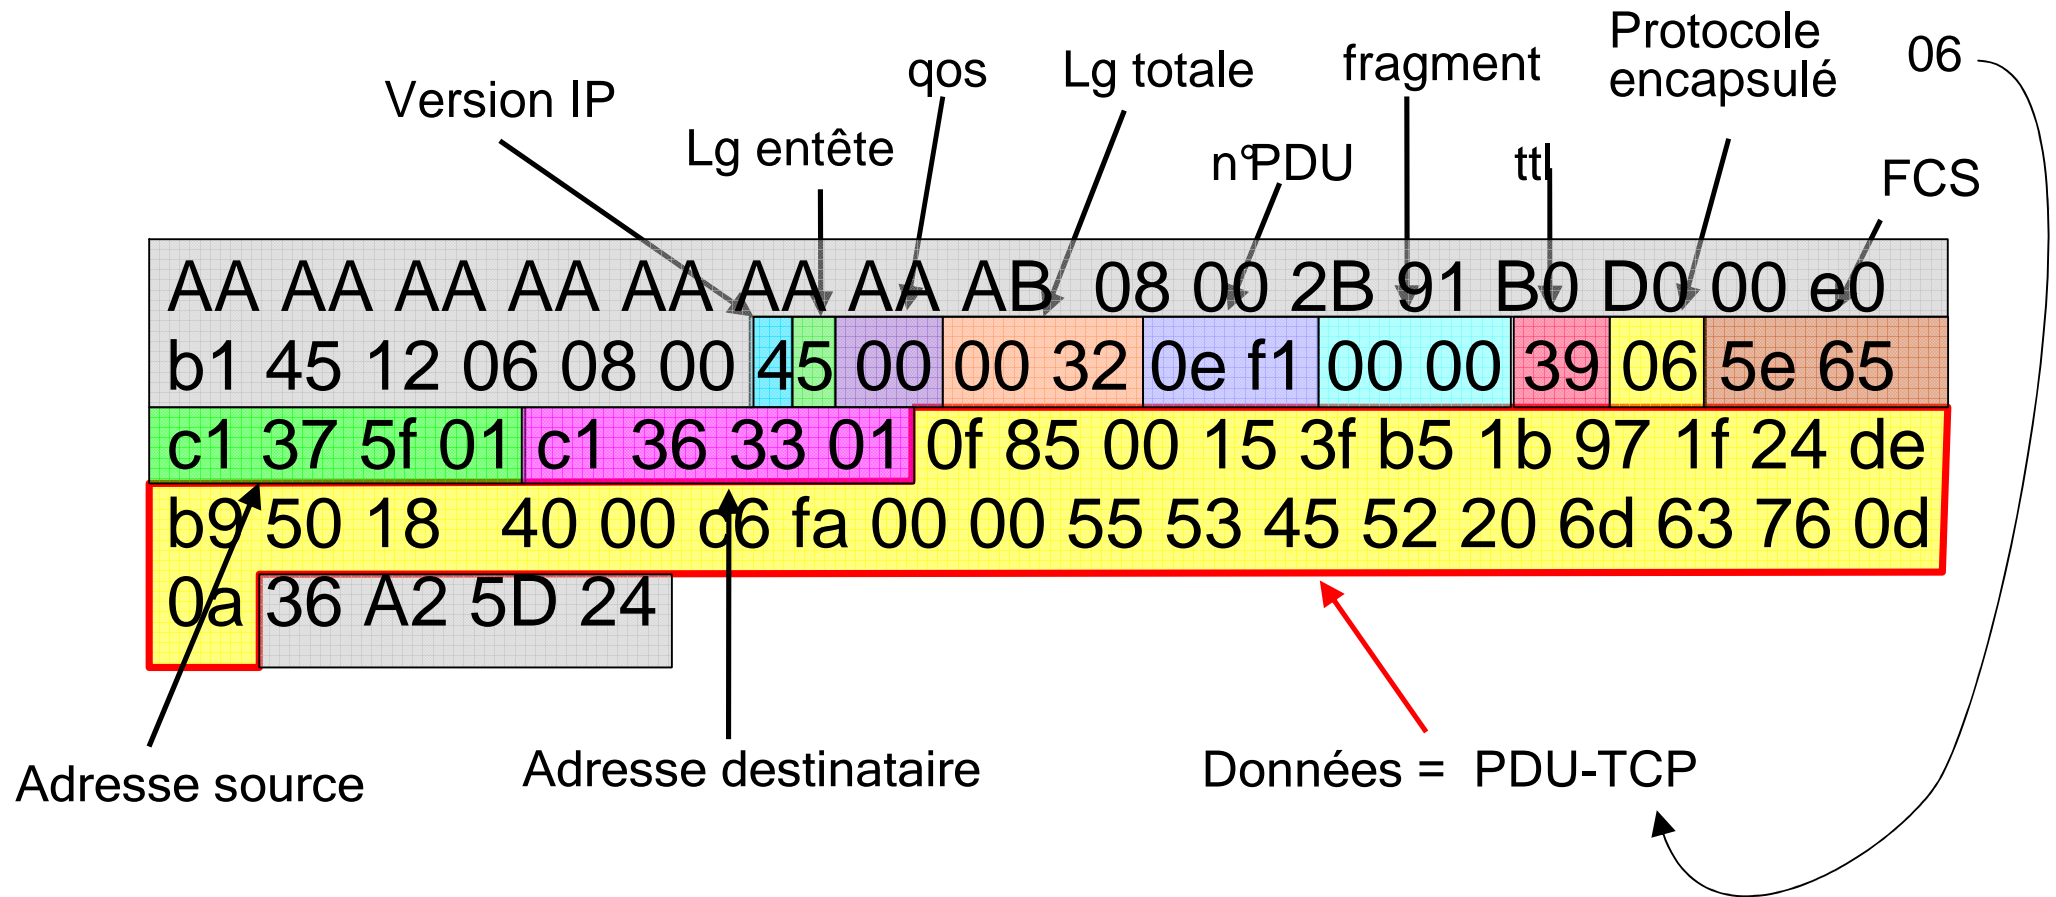 Protocole
encapsulé
06
Version IP
qos
Lg totale
fragment
Lg entête
n°PDU
ttl
FCS
AA AA AA AA AA AA AA AB 08 00 2B 91 B0 D0 00 e0
b1 45 12 06 08 00 45 00 00 32 0e f1 00 00 39 06 5e 65
c1 37 5f 01 c1 36 33 01 0f 85 00 15 3f b5 1b 97 1f 24 de
b9 50 18 40 00 d6 fa 00 00 55 53 45 52 20 6d 63 76 0d
0a 36 A2 5D 24
Adresse source
Adresse destinataire
Données = PDU-TCP